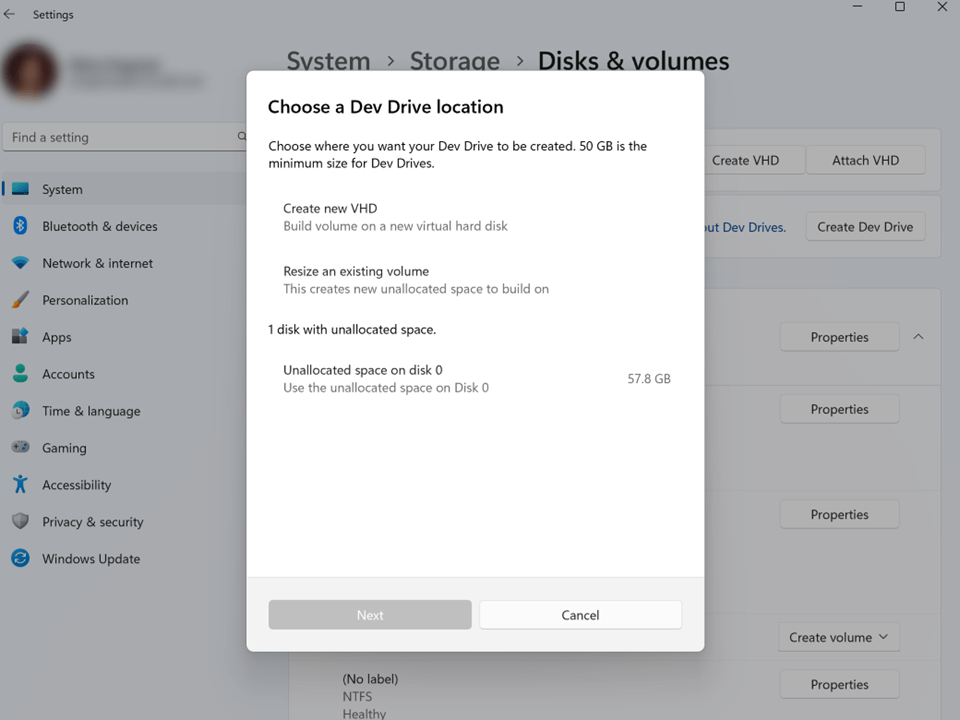 Settings
System > Storage > Disks & volumes
Find a setting
System
Bluetooth & devices
Network & internet
Personalization
Apps
Accounts
Time & language
Gaming
Accessibility
Privacy & security
Windows Update
Choose a Dev Drive location
Choose where you want your Dev Drive to be created. 50 GB is the
minimum size for Dev Drives.
Create new VHD
Build volume on a new virtual hard disk
Resize an existing volume
This creates new unallocated space to build on
1 disk with unallocated space.
Unallocated space on disk 0
Use the unallocated space on Disk 0
57.8 GB
Next
Cancel
Create VHD
Attach VHD
Dev Drives.
Create Dev Drive
Properties
Properties
Properties
Create volume
Properties
(No label)
NTFS
Healthy